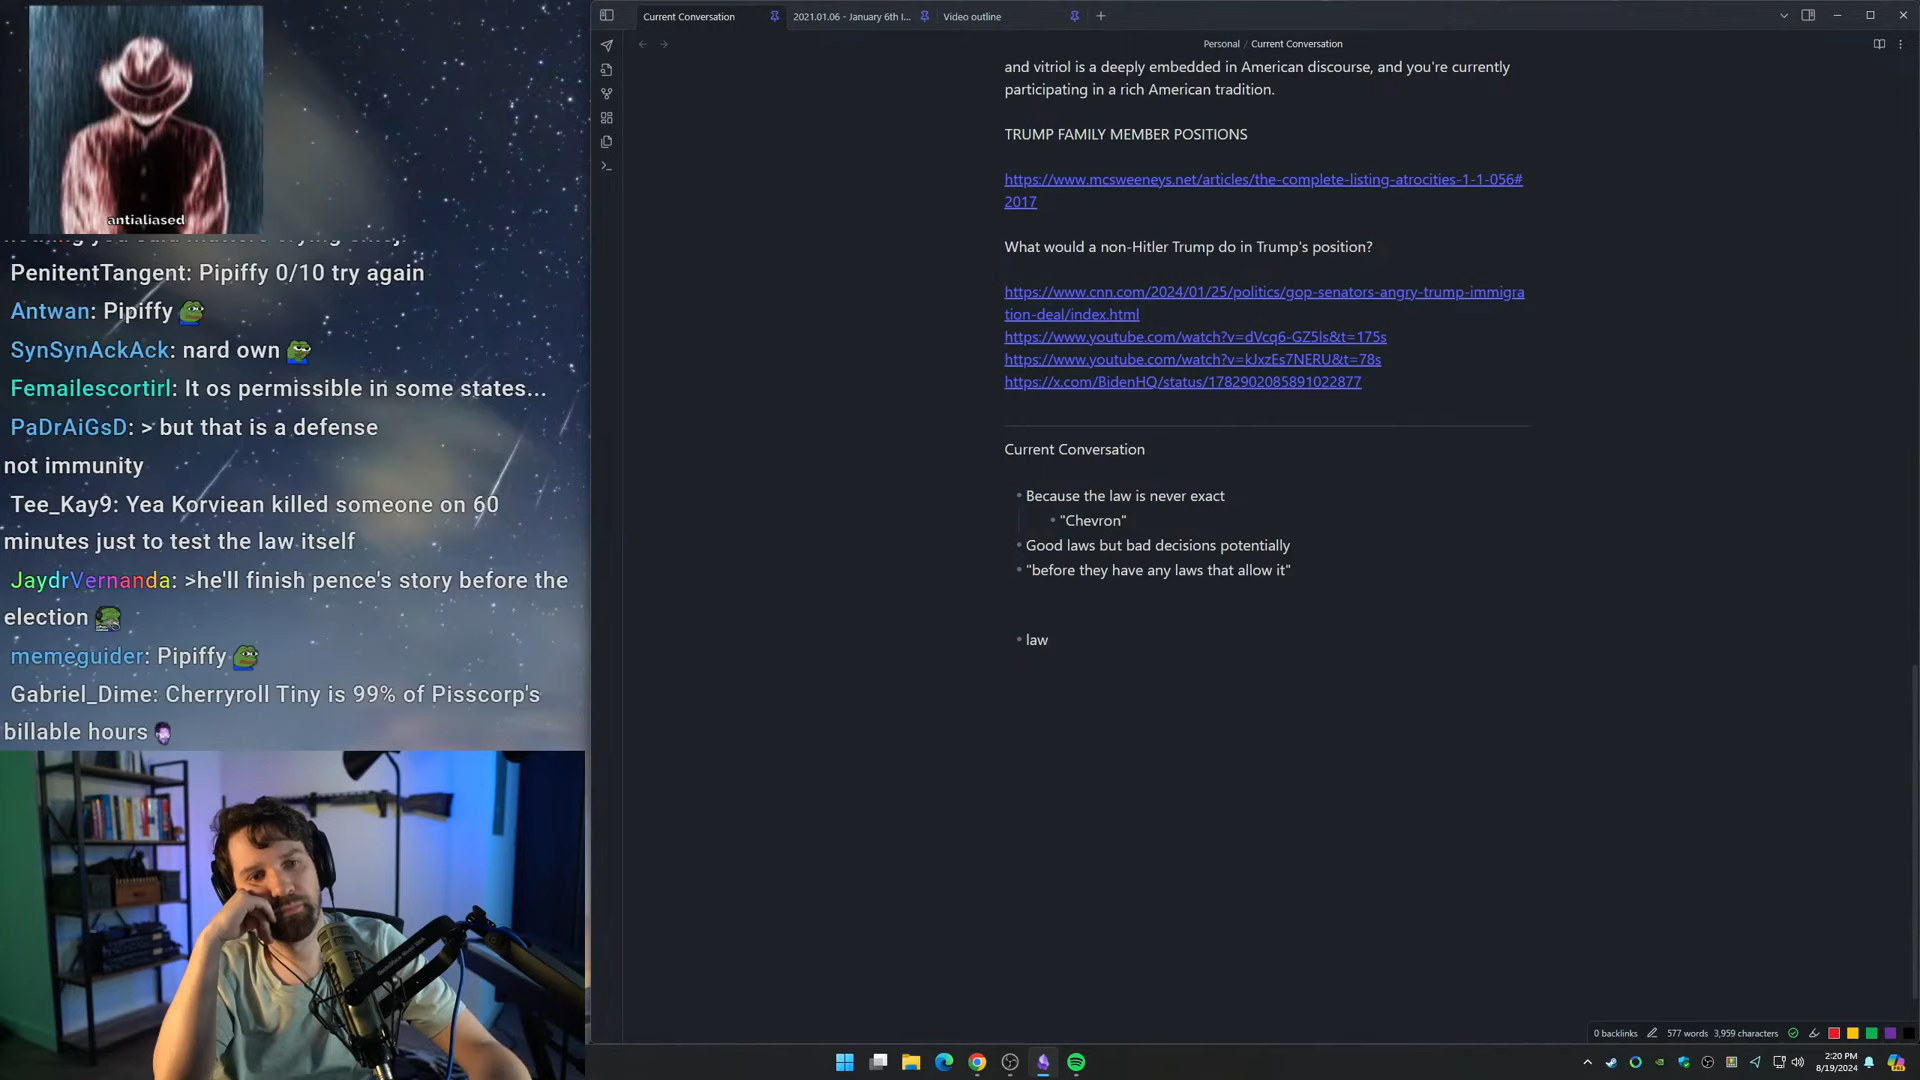 antialiased
PenitentTangent: Pipiffy 0/10 try again
Antwan: Pipiffy
SynSynAckAck: nard own
Femailescortirl: It os permissible in some states...
PaDrAiGsD: > but that is a defense
not immunity
Tee_Kay9: Yea Korviean killed someone on 60
minutes just to test the law itself
JaydrVernanda: >he'll finish pence's story before the
election
memeguider: Pipiffy
Gabriel_Dime: Cherryroll Tiny is 99% of Pisscorp's
billable hours
Current Conversation
2021.01.06 - January 6th I...
Video outline
Personal / Current Conversation
and vitriol is a deeply embedded in American discourse, and you're currently
participating in a rich American tradition.
TRUMP FAMILY MEMBER POSITIONS
https://www.mcsweeneys.net/articles/the-complete-listing-atrocities-1-1-056#
2017
What would a non-Hitler Trump do in Trump's position?
https://www.cnn.com/2024/01/25/politics/gop-senators-angry-trump-immigra
tion-deal/index.html
https://www.youtube.com/watch?v=dVcq6-GZ5ls&t=175s
https://www.youtube.com/watch?v=kJxzEs7NERU&t=78s
https://x.com/BidenHQ/status/1782902085891022877
Current Conversation
Because the law is never exact
"Chevron"
Good laws but bad decisions potentially
"before they have any laws that allow it"
law
0 backlinks 577 words 3,959 characters
2:20 PM
8/19/2024